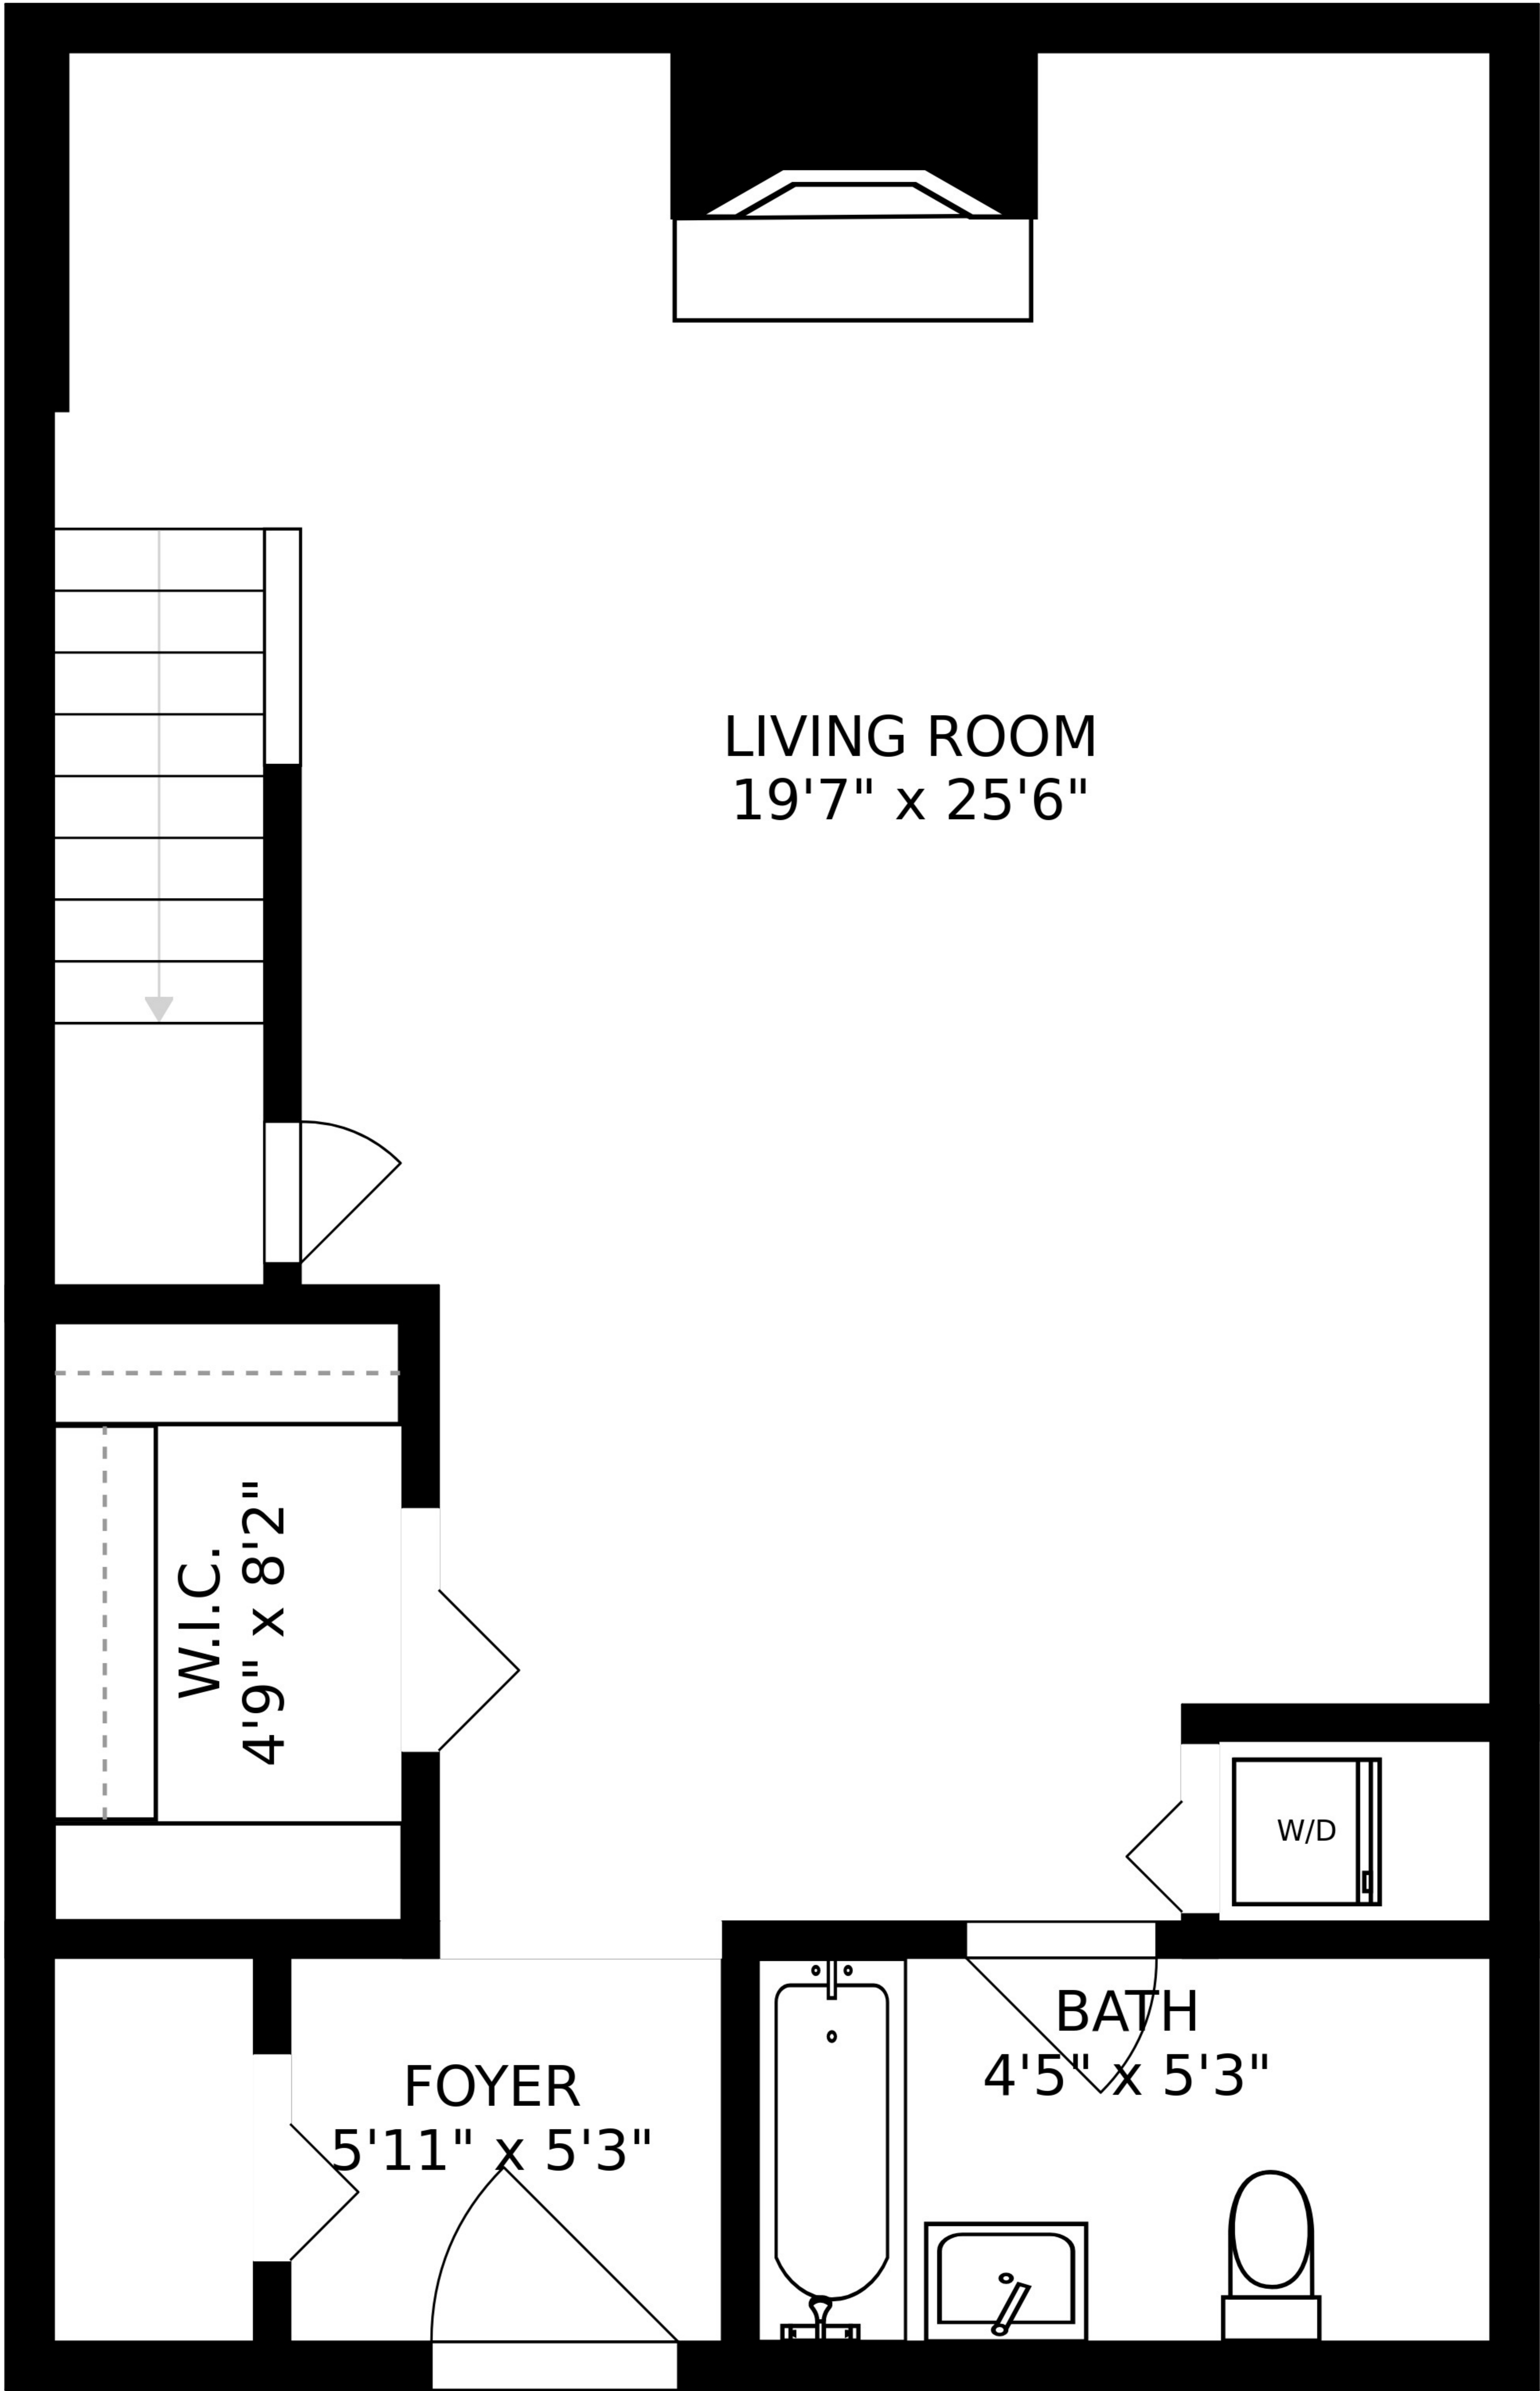 LIVING ROOM
19'7" x 25'6"
W.I.C.
4'9" x 8'2"
W/D
BATH
4'5" x 5'3"
FOYER
5'11" x 5'3"